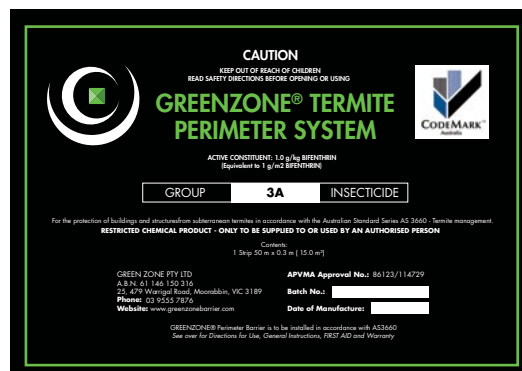 CAUTION
KEEP OUT OF REACH OF CHILDREN
READ SAFETY DIRECTIONS BEFORE OPENING OR USING
GREENZONE® TERMITE
PERIMETER SYSTEM
CODEMARK
Australia
ACTIVE CONSTITUENT: 1.0 g/kg BIFENTHRIN
(Equivalent to 1 g/m2 BIFENTHRIN)
GROUP 3A INSECTICIDE
For the protection of buildings and structuresfrom subterranean termites in accordance with the Australian Standard Series AS 3660 - Termite management.
RESTRICTED CHEMICAL PRODUCT - ONLY TO BE SUPPLIED TO OR USED BY AN AUTHORISED PERSON
Contents:
1 Strip 50 m x 0.3 m ( 15.0 m²)
GREEN ZONE PTY LTD
A.B.N. 61 146 150 316
25, 479 Warrigal Road, Moorabbin, VIC 3189
Phone: 03 9555 7876
Website: www.greenzonebarrier.com
APVMA Approval No.: 86123/114729
Batch No.:
Date of Manufacture:
GREENZONE® Perimeter Barrier is to be installed in accordance with AS3660
See over for Directions for Use, General Instructions, FIRST AID and Warranty